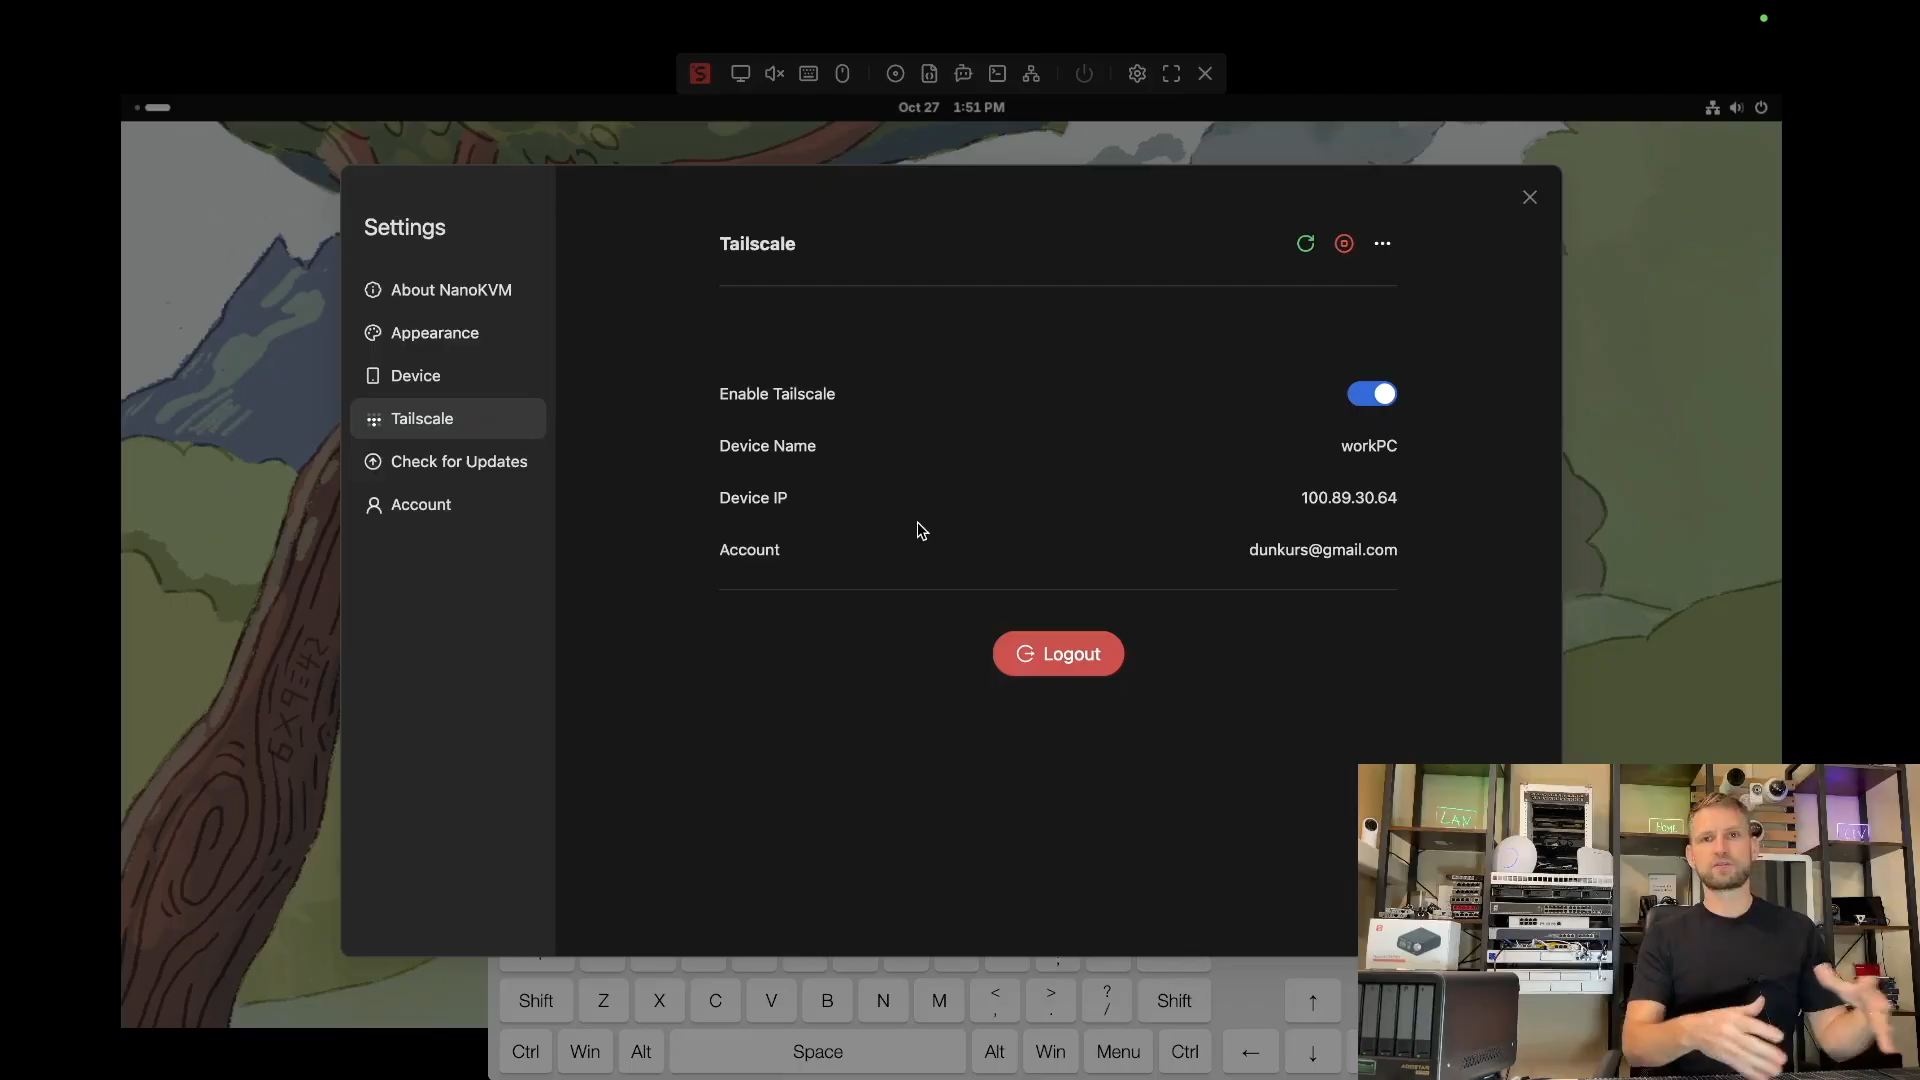 Oct 27 1:51 PM
Settings
About NanoKVM
Appearance
Device
Tailscale
Check for Updates
Account
Tailscale
Enable Tailscale
Device Name workPC
Device IP 100.89.30.64
Account dunkurs@gmail.com
Logout
LAN
HOME
Shift Z X C V B N M < , > . ? / Shift ↑
Ctrl Win Alt Space Alt Win Menu Ctrl ← ↓